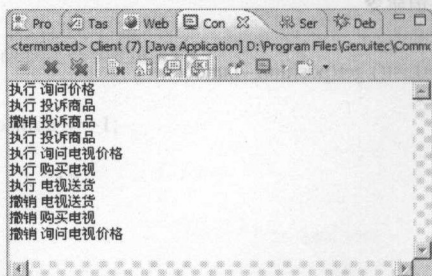 Pro Tas Web Con Ser Deb
<terminated> Client (7) [Java Application] D:\Program Files\Genuitec\Commo
执行 询问价格
执行 投诉商品
撤销 投诉商品
执行 投诉商品
执行 询问电视价格
执行 购买电视
执行 电视送货
撤销 电视送货
撤销 购买电视
撤销 询问电视价格